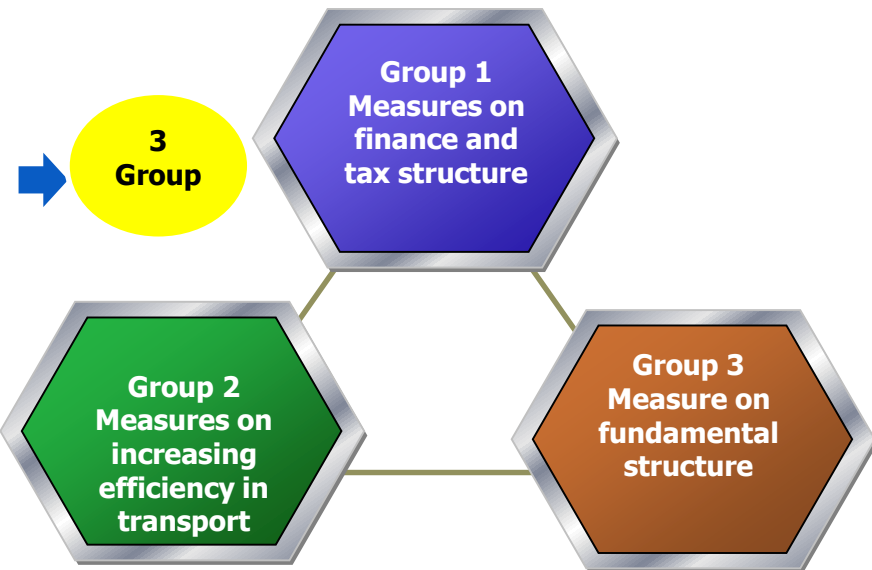 3
Group
Group 1
Measures on
finance and
tax structure
Group 2
Measures on
increasing
efficiency in
transport
Group 3
Measure on
fundamental
structure